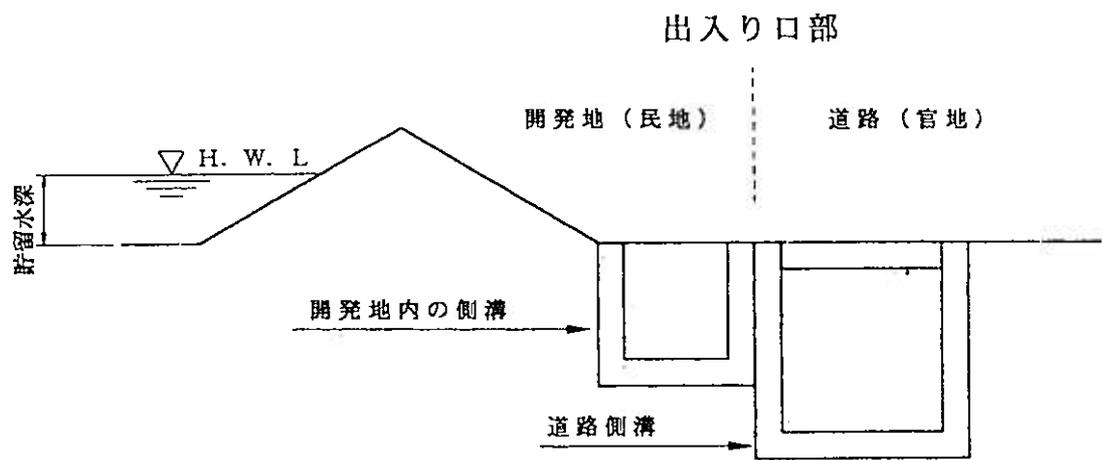 出入り口部
開発地（民地）
道路（官地）
H. W. L
貯留水深
開発地内の側溝
道路側溝